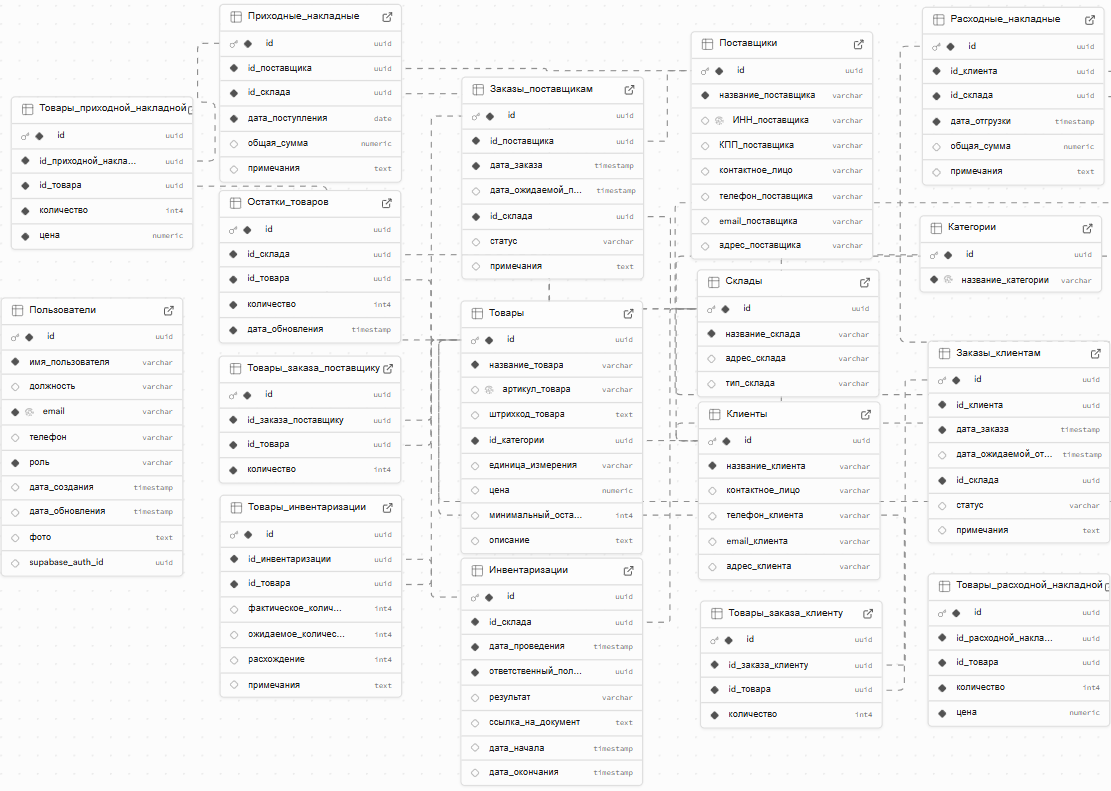 Приходные_накладные
id uuid
id_поставщика uuid
id_склада uuid
дата_поступления date
общая_сумма numeric
примечания text
Товары_приходной_накладной
id uuid
id_приходной_накла... uuid
id_товара uuid
количество int4
цена numeric
Остатки_товаров
id uuid
id_склада uuid
id_товара uuid
количество int4
дата_обновления timestamp
Пользователи
id uuid
имя_пользователя varchar
должность varchar
email varchar
телефон varchar
роль varchar
дата_создания timestamp
дата_обновления timestamp
фото text
supabase_auth_id uuid
Товары_заказа_поставщику
id uuid
id_заказа_поставщику uuid
id_товара uuid
количество int4
Товары_инвентаризации
id uuid
id_инвентаризации uuid
id_товара uuid
фактическое_колич... int4
ожидаемое_количес... int4
расхождение int4
примечания text
Заказы_поставщикам
id uuid
id_поставщика uuid
дата_заказа timestamp
дата_ожидаемой_п... timestamp
id_склада uuid
статус varchar
примечания text
Товары
id uuid
название_товара varchar
артикул_товара varchar
штрихкод_товара text
id_категории uuid
единица_измерения varchar
цена numeric
минимальный_оста... int4
описание text
Инвентаризации
id uuid
id_склада uuid
дата_проведения timestamp
ответственный_пол... uuid
результат varchar
ссылка_на_документ text
дата_начала timestamp
дата_окончания timestamp
Поставщики
id uuid
название_поставщика varchar
ИНН_поставщика varchar
КПП_поставщика varchar
контактное_лицо varchar
телефон_поставщика varchar
email_поставщика varchar
адрес_поставщика varchar
Склады
id uuid
название_склада varchar
адрес_склада varchar
тип_склада varchar
Клиенты
id uuid
название_клиента varchar
контактное_лицо varchar
телефон_клиента varchar
email_клиента varchar
адрес_клиента varchar
Товары_заказа_клиенту
id uuid
id_заказа_клиенту uuid
id_товара uuid
количество int4
Расходные_накладные
id uuid
id_клиента uuid
id_склада uuid
дата_отгрузки timestamp
общая_сумма numeric
примечания text
Категории
id uuid
название_категории varchar
Заказы_клиентам
id uuid
id_клиента uuid
дата_заказа timestamp
дата_ожидаемой_от... timestamp
id_склада uuid
статус varchar
примечания text
Товары_расходной_накладной
id uuid
id_расходной_накла... uuid
id_товара uuid
количество int4
цена numeric